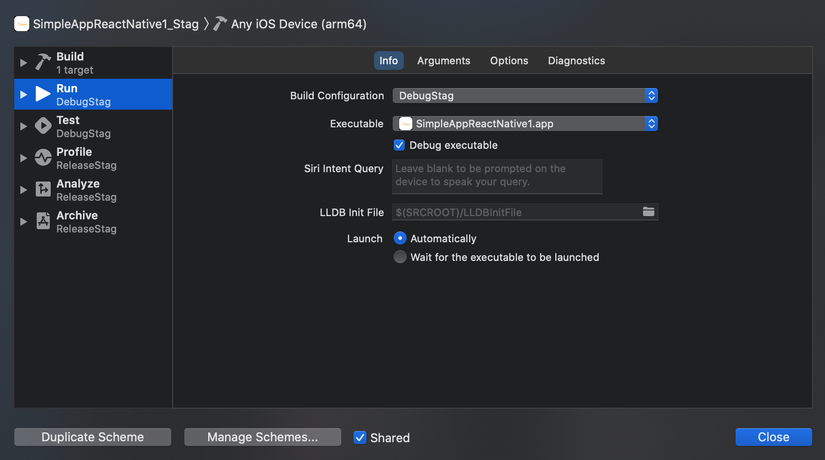 SimpleAppReactNative1_Stag 〉 Any iOS Device (arm64)
Build
1 target
Run
DebugStag
Test
DebugStag
Profile
ReleaseStag
Analyze
ReleaseStag
Archive
ReleaseStag
Info Arguments Options Diagnostics
Build Configuration DebugStag
Executable SimpleAppReactNative1.app
Debug executable
Siri Intent Query Leave blank to be prompted on the
device to speak your query.
LLDB Init File $(SRCROOT)/LLDBInitFile
Launch Automatically
Wait for the executable to be launched
Duplicate Scheme Manage Schemes... Shared Close